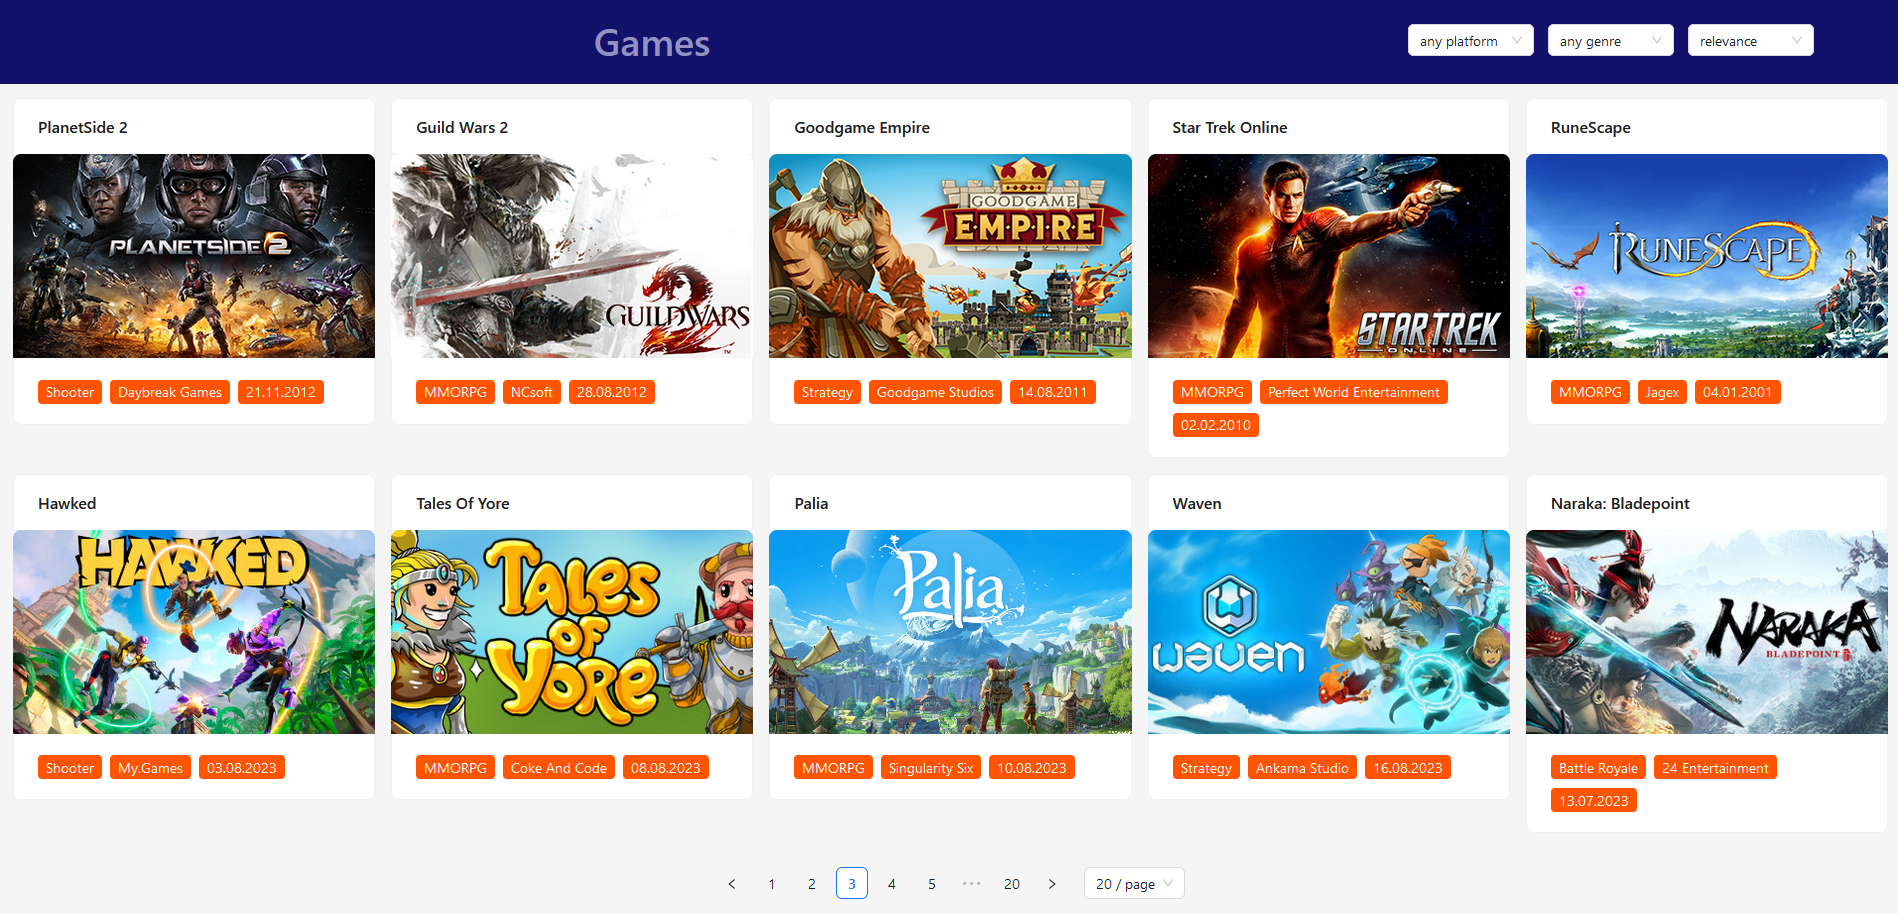 Games
any platform
any genre
relevance
PlanetSide 2
Guild Wars 2
Goodgame Empire
Star Trek Online
RuneScape
PLANETSIDE 2
GUILD WARS 2
TM
GOODGAME
EMPIRE
STAR TREK
ONLINE
RUNESCAPE
Shooter Daybreak Games 21.11.2012
MMORPG NCsoft 28.08.2012
Strategy Goodgame Studios 14.08.2011
MMORPG Perfect World Entertainment
02.02.2010
MMORPG Jagex 04.01.2001
Hawked
Tales Of Yore
Palia
Waven
Naraka: Bladepoint
HAWKED
TALES
OF
YORE
Palia
waven
NARAKA
BLADEPOINT
Shooter My.Games 03.08.2023
MMORPG Coke And Code 08.08.2023
MMORPG Singularity Six 10.08.2023
Strategy Ankama Studio 16.08.2023
Battle Royale 24 Entertainment
13.07.2023
< 1 2 3 4 5 ••• 20 > 20 / page